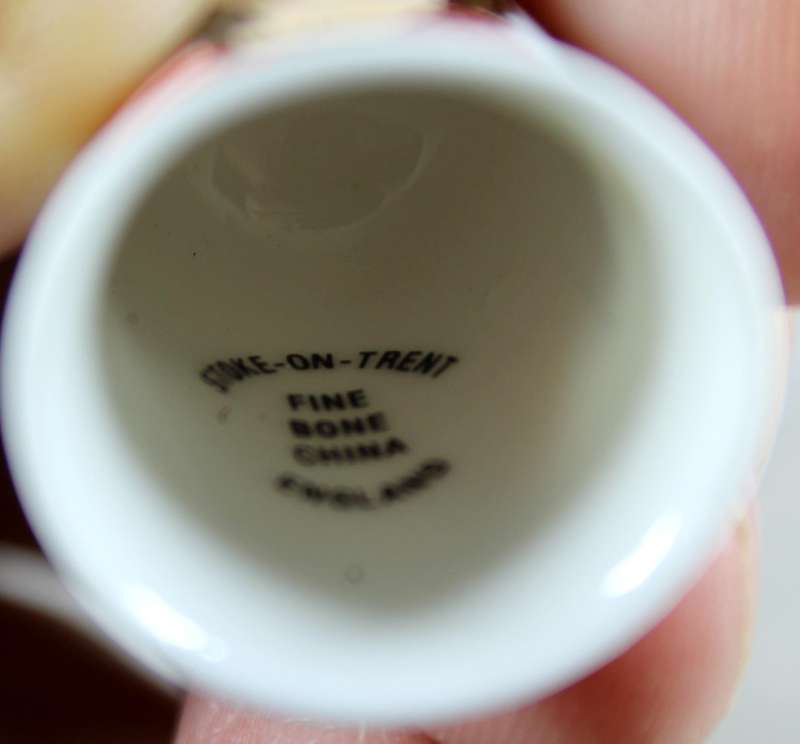 STOKE-ON-TRENT
FINE
BONE
CHINA
ENGLAND